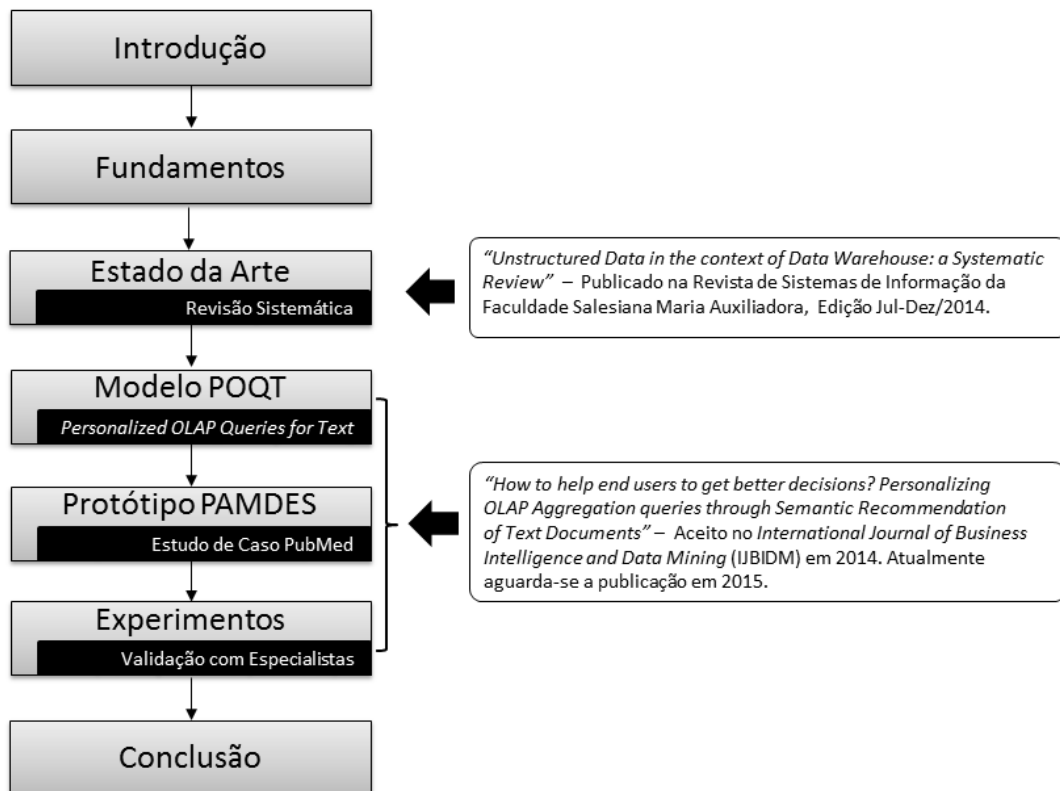 Introdução
Fundamentos
Estado da Arte
Revisão Sistemática
“Unstructured Data in the context of Data Warehouse: a Systematic
Review” – Publicado na Revista de Sistemas de Informação da
Faculdade Salesiana Maria Auxiliadora, Edição Jul-Dez/2014.
Modelo POQT
Personalized OLAP Queries for Text
Protótipo PAMDES
Estudo de Caso PubMed
“How to help end users to get better decisions? Personalizing
OLAP Aggregation queries through Semantic Recommendation
of Text Documents” – Aceito no International Journal of Business
Intelligence and Data Mining (IJBIDM) em 2014. Atualmente
aguarda-se a publicação em 2015.
Experimentos
Validação com Especialistas
Conclusão